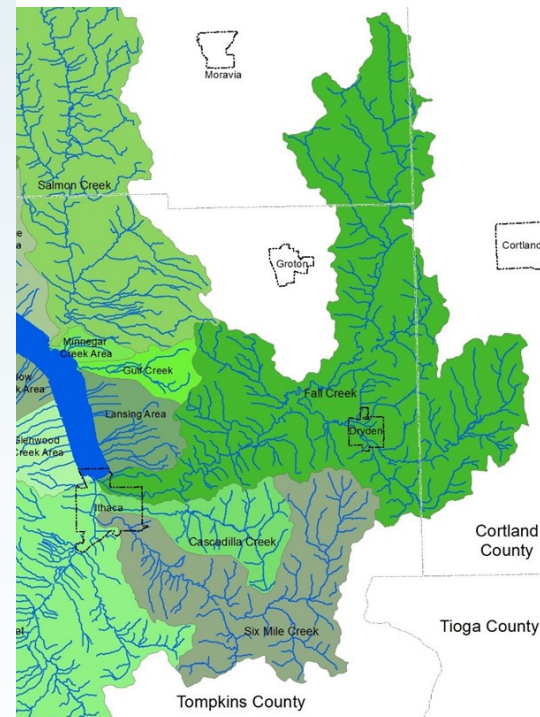 Moravia
Salmon Creek
Cortland
Groton
Minnegar
Creek Area
Gulf Creek
Fall Creek
Lansing Area
Dryden
Glenwood
Creek Area
Ithaca
Cascadilla Creek
Cortland
County
Six Mile Creek
Tioga County
Tompkins County